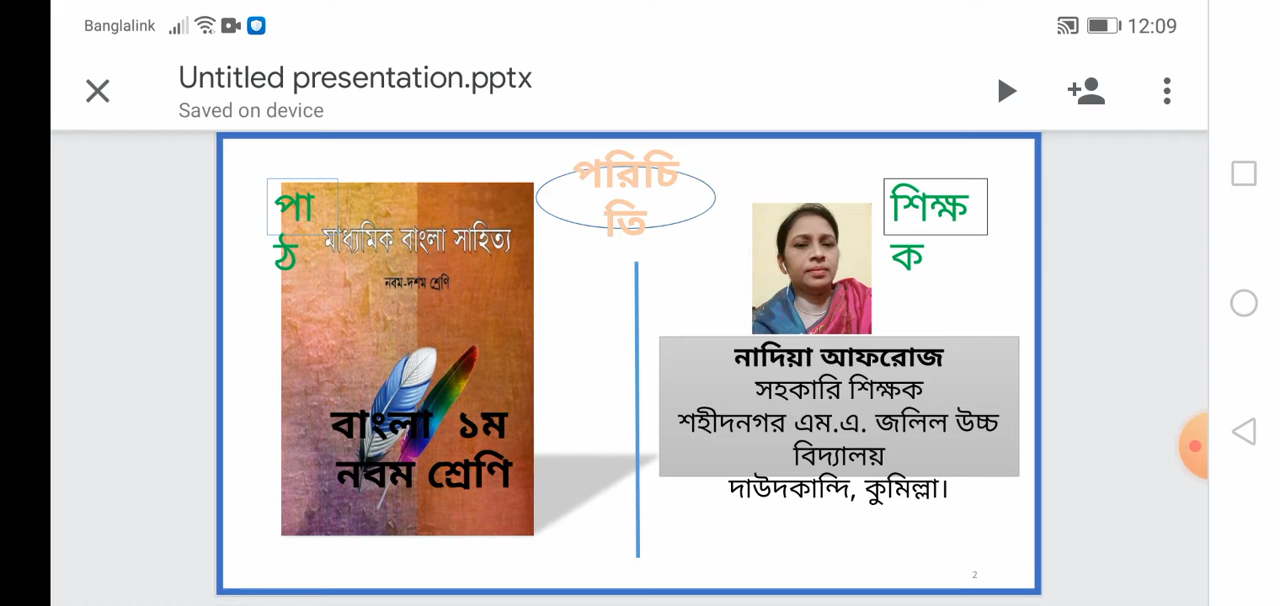 Banglalink
12:09
Untitled presentation.pptx
Saved on device
পরিচি
তি
পা
ঠ
মাধ্যমিক বাংলা সাহিত্য
নবম-দশম শ্রেণি
বাংলা ১ম
নবম শ্রেণি
শিক্ষ
ক
নাদিয়া আফরোজ
সহকারি শিক্ষক
শহীদনগর এম.এ. জলিল উচ্চ
বিদ্যালয়
দাউদকান্দি, কুমিল্লা।
2